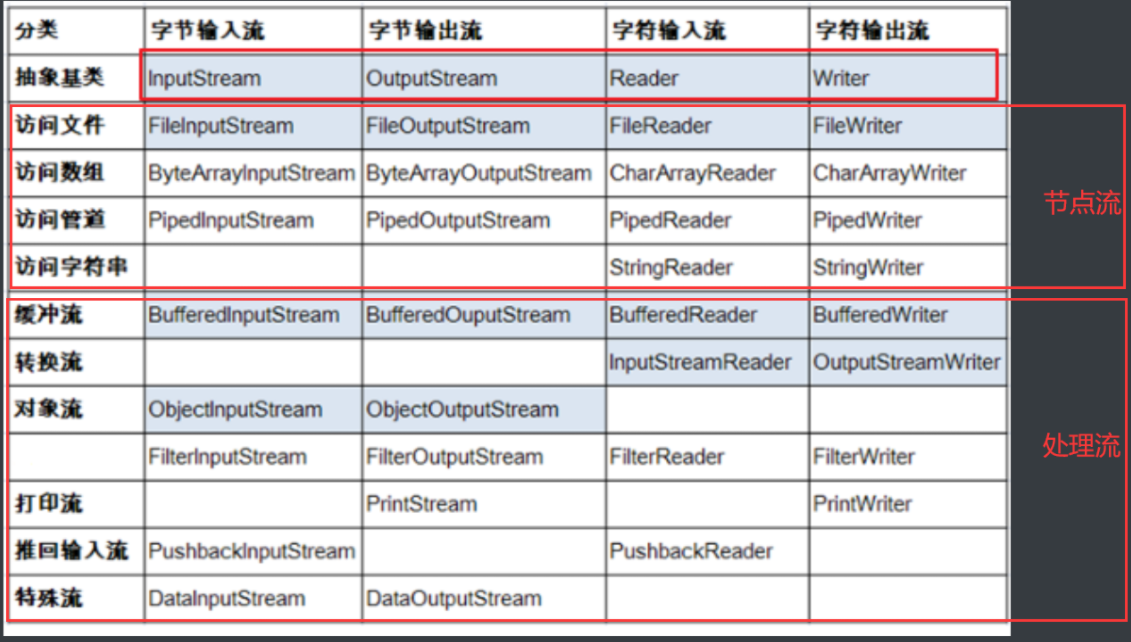 分类 字节输入流 字节输出流 字符输入流 字符输出流
抽象基类 InputStream OutputStream Reader Writer
访问文件 FileInputStream FileOutputStream FileReader FileWriter
访问数组 ByteArrayInputStream ByteArrayOutputStream CharArrayReader CharArrayWriter
访问管道 PipedInputStream PipedOutputStream PipedReader PipedWriter
节点流
访问字符串 StringReader StringWriter
缓冲流 BufferedInputStream BufferedOuputStream BufferedReader BufferedWriter
转换流 InputStreamReader OutputStreamWriter
对象流 ObjectInputStream ObjectOutputStream
处理流
FilterInputStream FilterOutputStream FilterReader FilterWriter
打印流 PrintStream PrintWriter
推回输入流 PushbackInputStream PushbackReader
特殊流 DataInputStream DataOutputStream